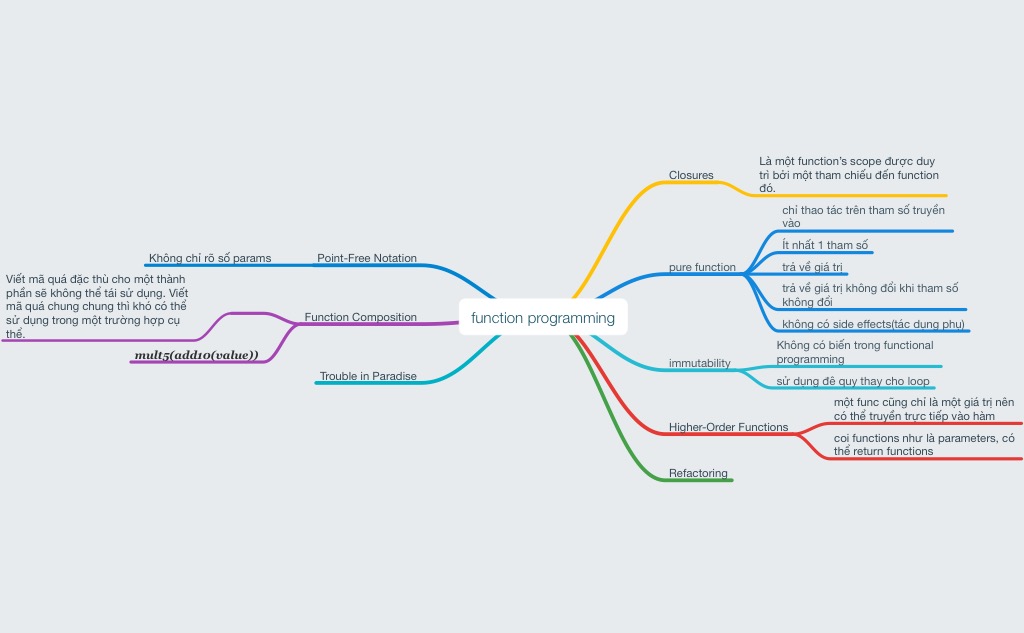 function programming
Closures
Là một function's scope được duy
trì bởi một tham chiếu đến function
đó.
pure function
chỉ thao tác trên tham số truyền
vào
Ít nhất 1 tham số
trả về giá trị
trả về giá trị không đổi khi tham số
không đổi
không có side effects(tác dụng phụ)
immutability
Không có biến trong functional
programming
sử dụng đê quy thay cho loop
Higher-Order Functions
một func cũng chỉ là một giá trị nên
có thể truyền trực tiếp vào hàm
coi functions như là parameters, có
thể return functions
Refactoring
Point-Free Notation
Không chỉ rõ số params
Function Composition
Viết mã quá đặc thù cho một thành
phần sẽ không thể tái sử dụng. Viết
mã quá chung chung thì khó có thể
sử dụng trong một trường hợp cụ
thể.
mult5(add10(value))
Trouble in Paradise